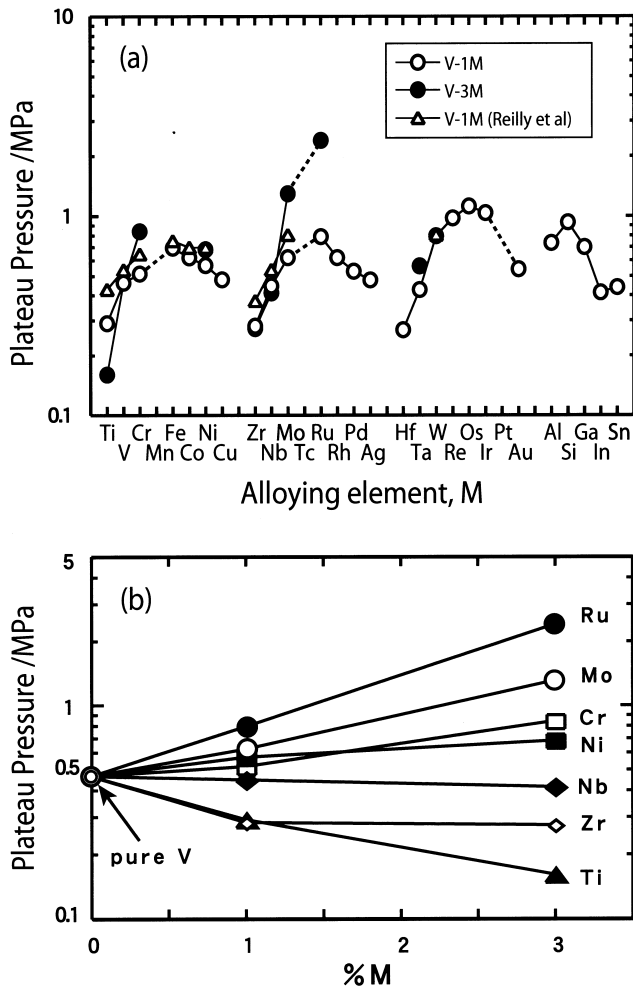 10
(a)
V-1M
V-3M
V-1M (Reilly et al)
Plateau Pressure /MPa
1
0.1
Ti Cr Fe Ni Zr Mo Ru Pd Hf W Os Pt Al Ga Sn
V Mn Co Cu Nb Tc Rh Ag Ta Re Ir Au Si In
Alloying element, M
5
(b)
Plateau Pressure /MPa
Ru
Mo
1
Cr
Ni
0.5
Nb
Zr
pure V
Ti
0.1
0 1 2 3
%M